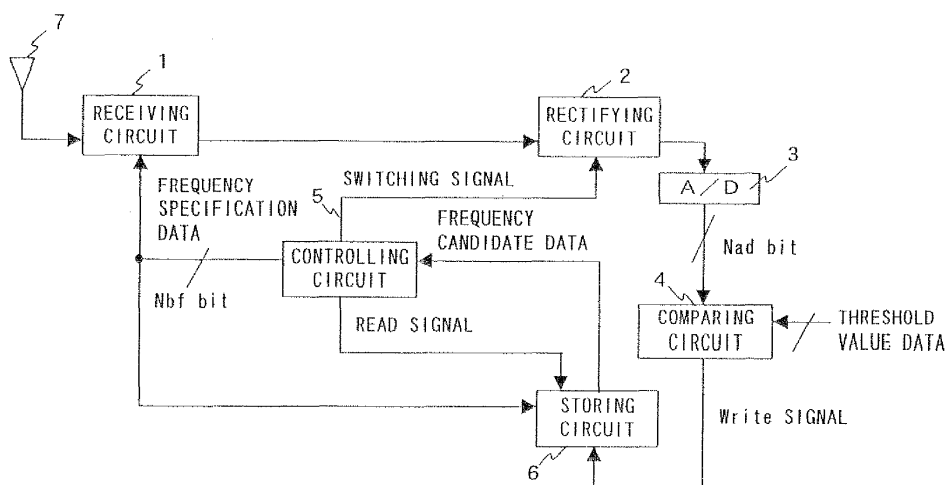 7
1
RECEIVING
CIRCUIT
2
RECTIFYING
CIRCUIT
3
A/D
SWITCHING SIGNAL
FREQUENCY
SPECIFICATION
DATA
5
FREQUENCY
CANDIDATE DATA
Nad bit
CONTROLLING
CIRCUIT
Nbf bit
4
COMPARING
CIRCUIT
THRESHOLD
VALUE DATA
READ SIGNAL
STORING
CIRCUIT
Write SIGNAL
6